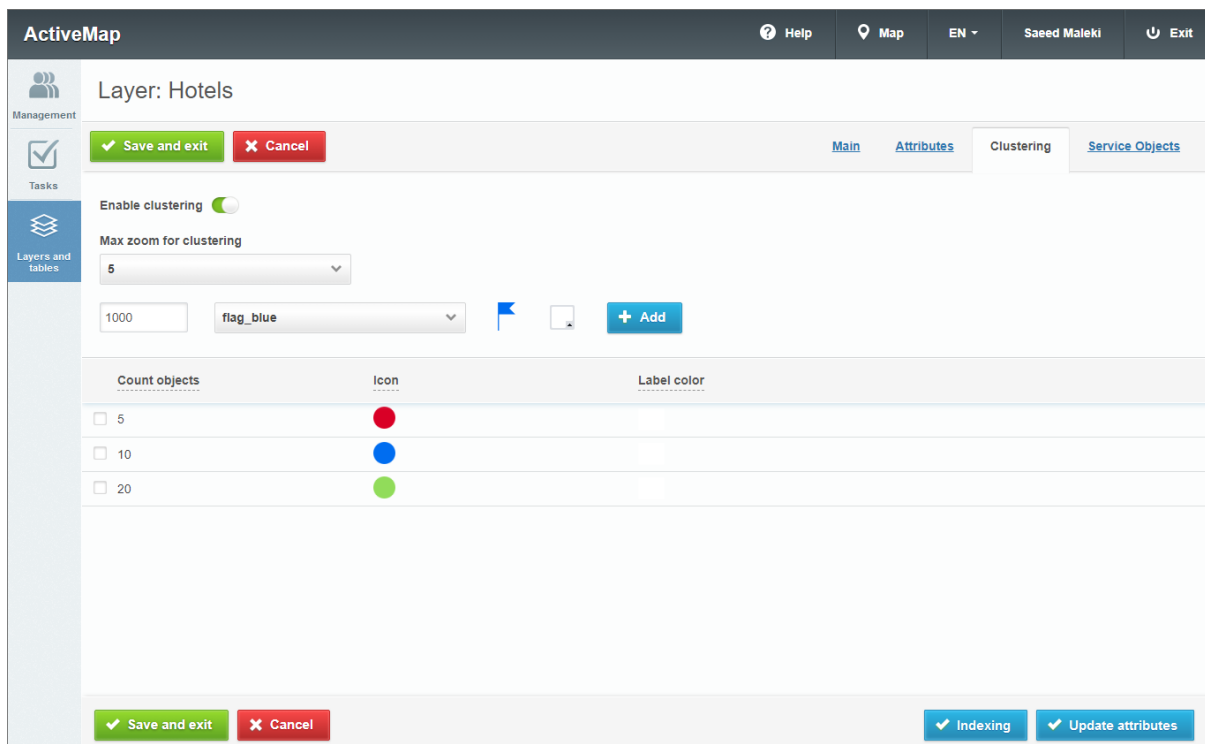 ActiveMap
Help Map EN Saeed Maleki Exit
Management
Tasks
Layers and
tables
Layer: Hotels
Save and exit Cancel
Main Attributes Clustering Service Objects
Enable clustering
Max zoom for clustering
5
1000 flag_blue Add
Count objects Icon Label color
5
10
20
Save and exit Cancel
Indexing Update attributes